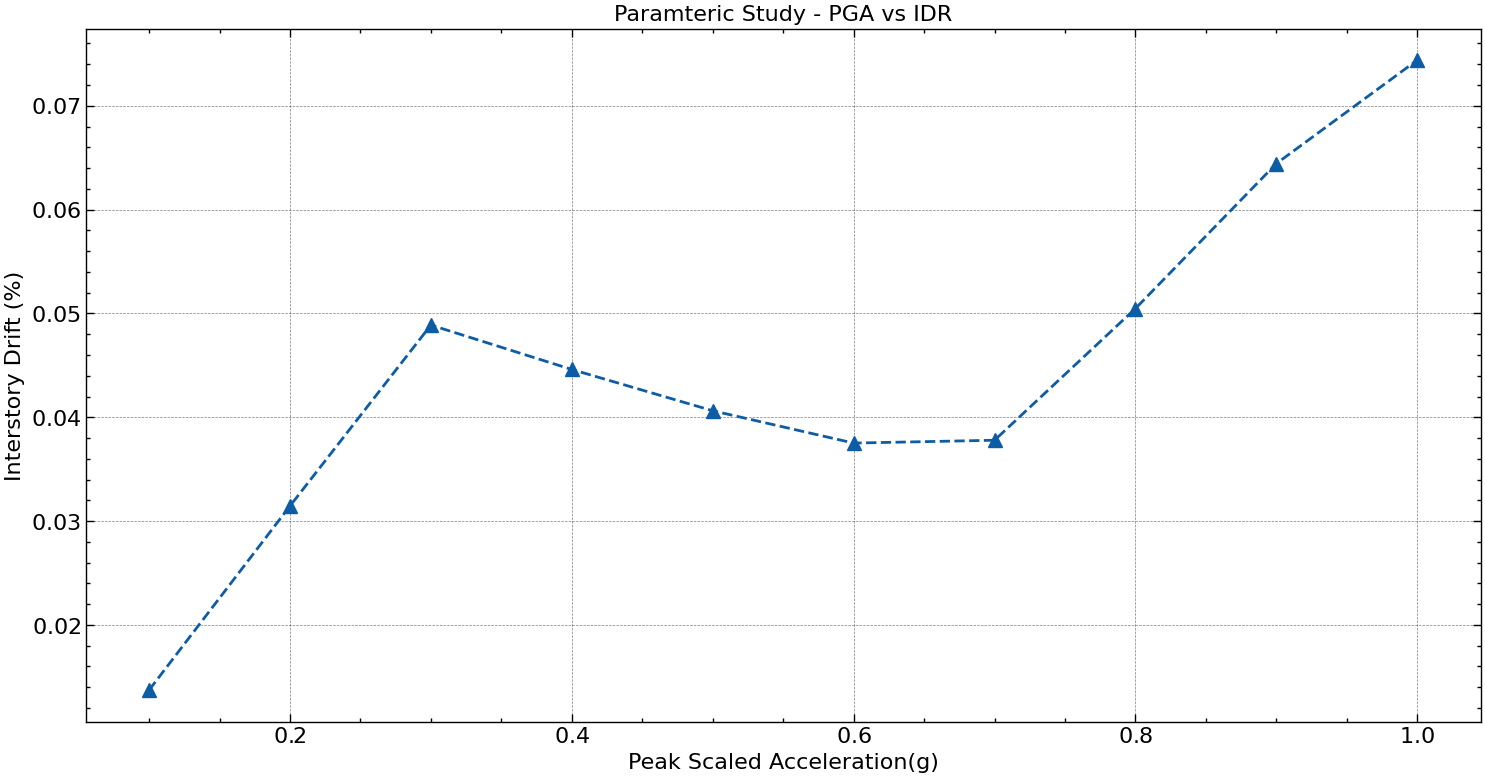 Paramteric Study - PGA vs IDR
0.07
0.06
0.05
0.04
0.03
0.02
Interstory Drift (%)
0.2 0.4 0.6 0.8 1.0
Peak Scaled Acceleration(g)